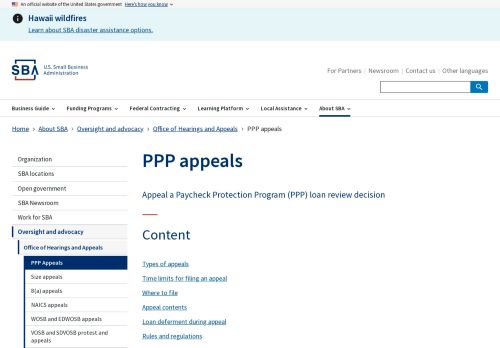 An official website of the United States government Here's how you know
Hawaii wildfires
Learn about SBA disaster assistance options.
SBA
U.S. Small Business
Administration
For Partners Newsroom Contact us Other languages
Business Guide Funding Programs Federal Contracting Learning Platform Local Assistance About SBA
Home › About SBA › Oversight and advocacy › Office of Hearings and Appeals › PPP appeals
Organization
SBA locations
Open government
SBA Newsroom
Work for SBA
Oversight and advocacy
Office of Hearings and Appeals
PPP Appeals
Size appeals
8(a) appeals
NAICS appeals
WOSB and EDWOSB appeals
VOSB and SDVOSB protest and
appeals
PPP appeals
Appeal a Paycheck Protection Program (PPP) loan review decision
Content
Types of appeals
Time limits for filing an appeal
Where to file
Appeal contents
Loan deferment during appeal
Rules and regulations